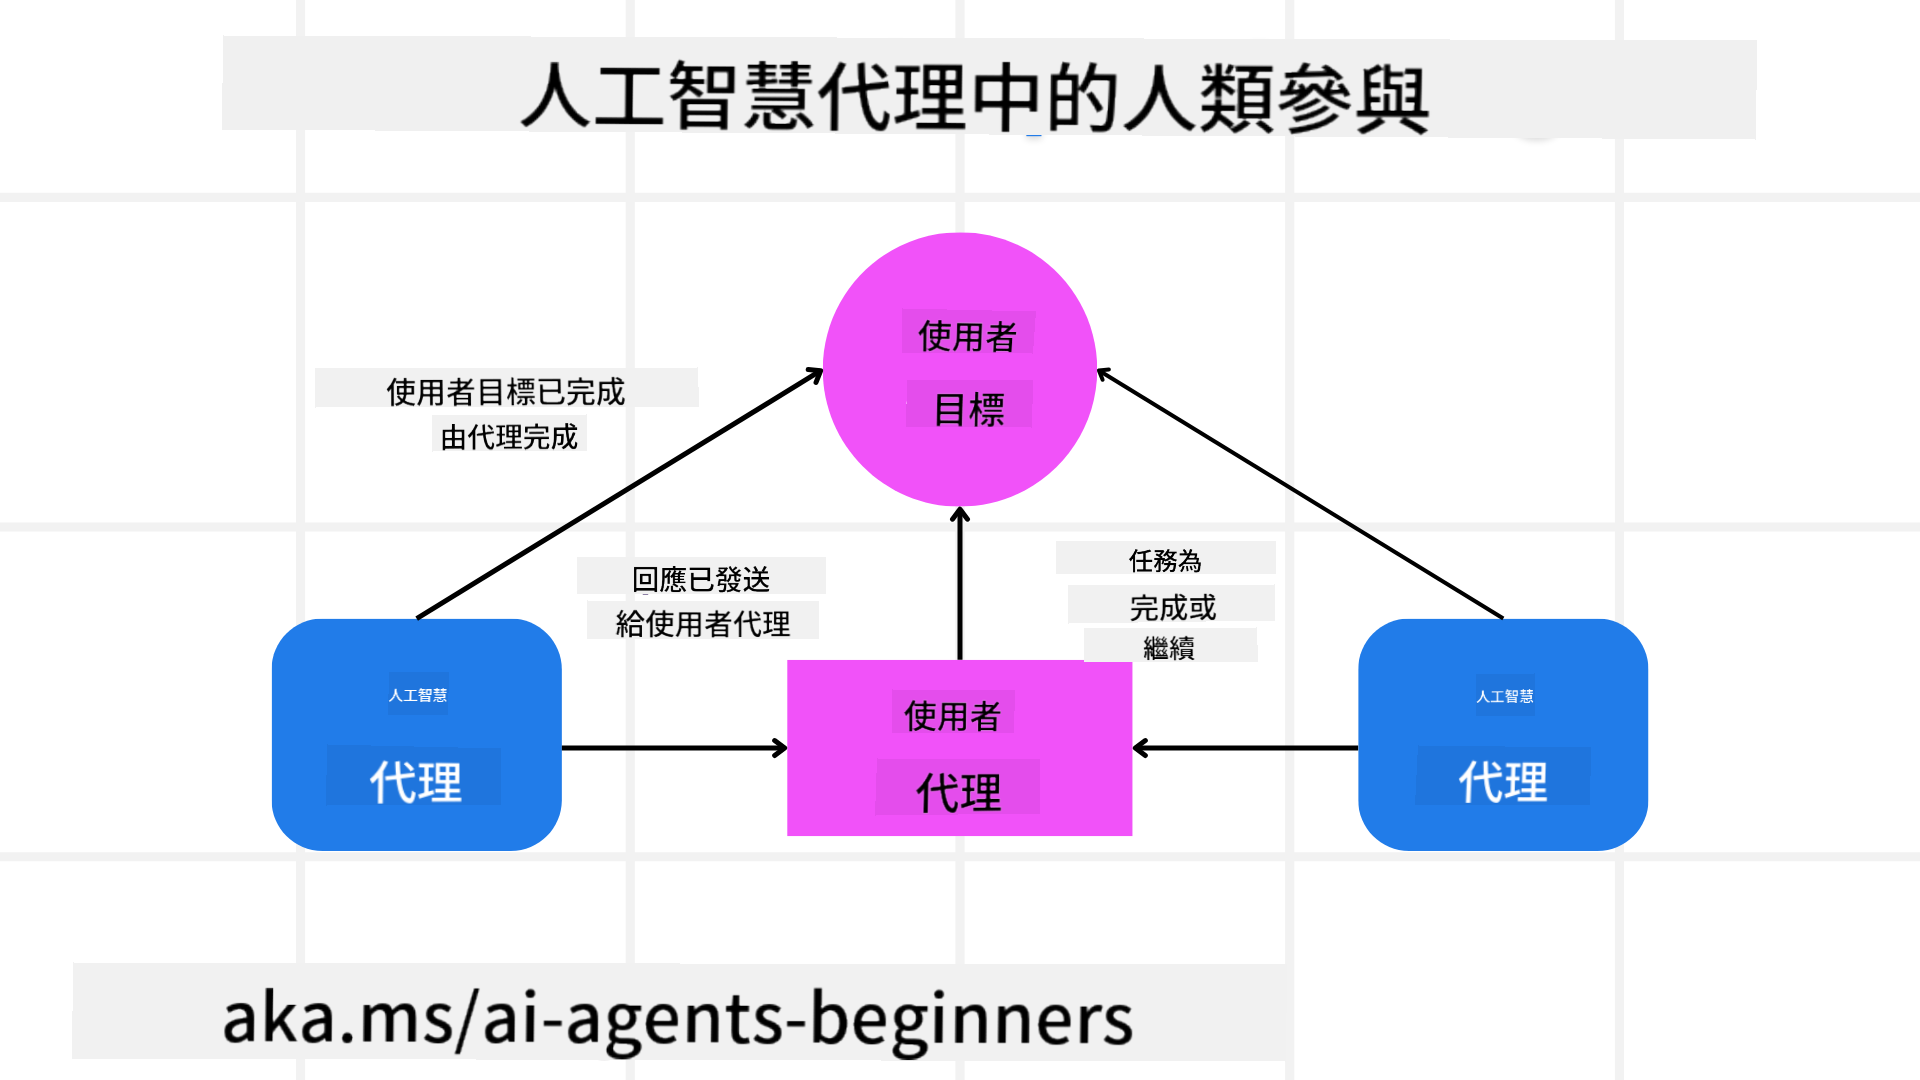 人工智慧代理中的人類參與
使用者
目標
使用者目標已完成
由代理完成
回應已發送
給使用者代理
任務為
完成或
繼續
人工智慧
代理
使用者
代理
人工智慧
代理
aka.ms/ai-agents-beginners